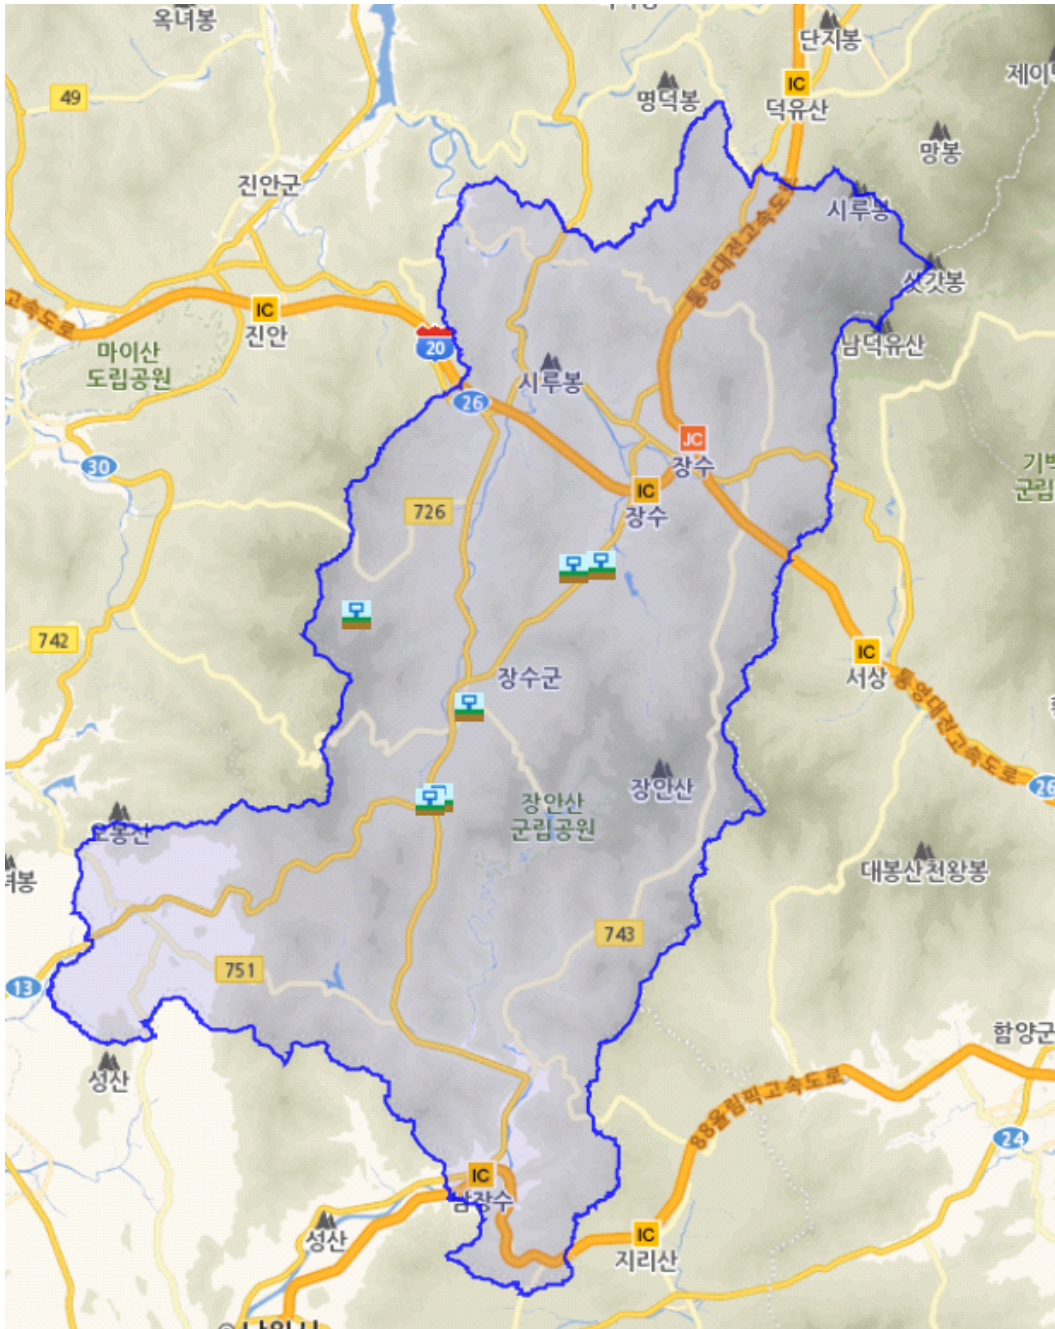 옥녀봉
단지봉
제이
49
명덕봉
IC
덕유산
망봉
진안군
시루봉
통영대전고속도로
삿갓봉
고속도로
IC
진안
20
남덕유산
마이산
도립공원
시루봉
26
JC
장수
30
기백
군립
IC
장수
726
742
IC
서상
장수군
통영대전고속도로
장안산
26
장안산
군립공원
오봉산
대봉산천왕봉
녀봉
743
751
13
함양군
성산
88올림픽고속도로
24
IC
남장수
성산
IC
지리산